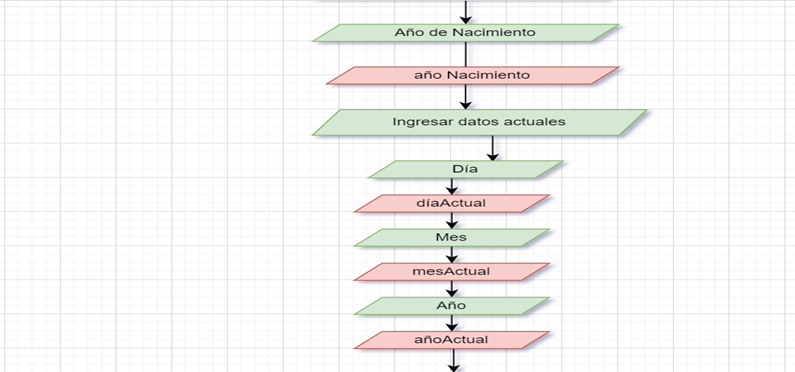 Año de Nacimiento
año Nacimiento
Ingresar datos actuales
Día
díaActual
Mes
mesActual
Año
añoActual